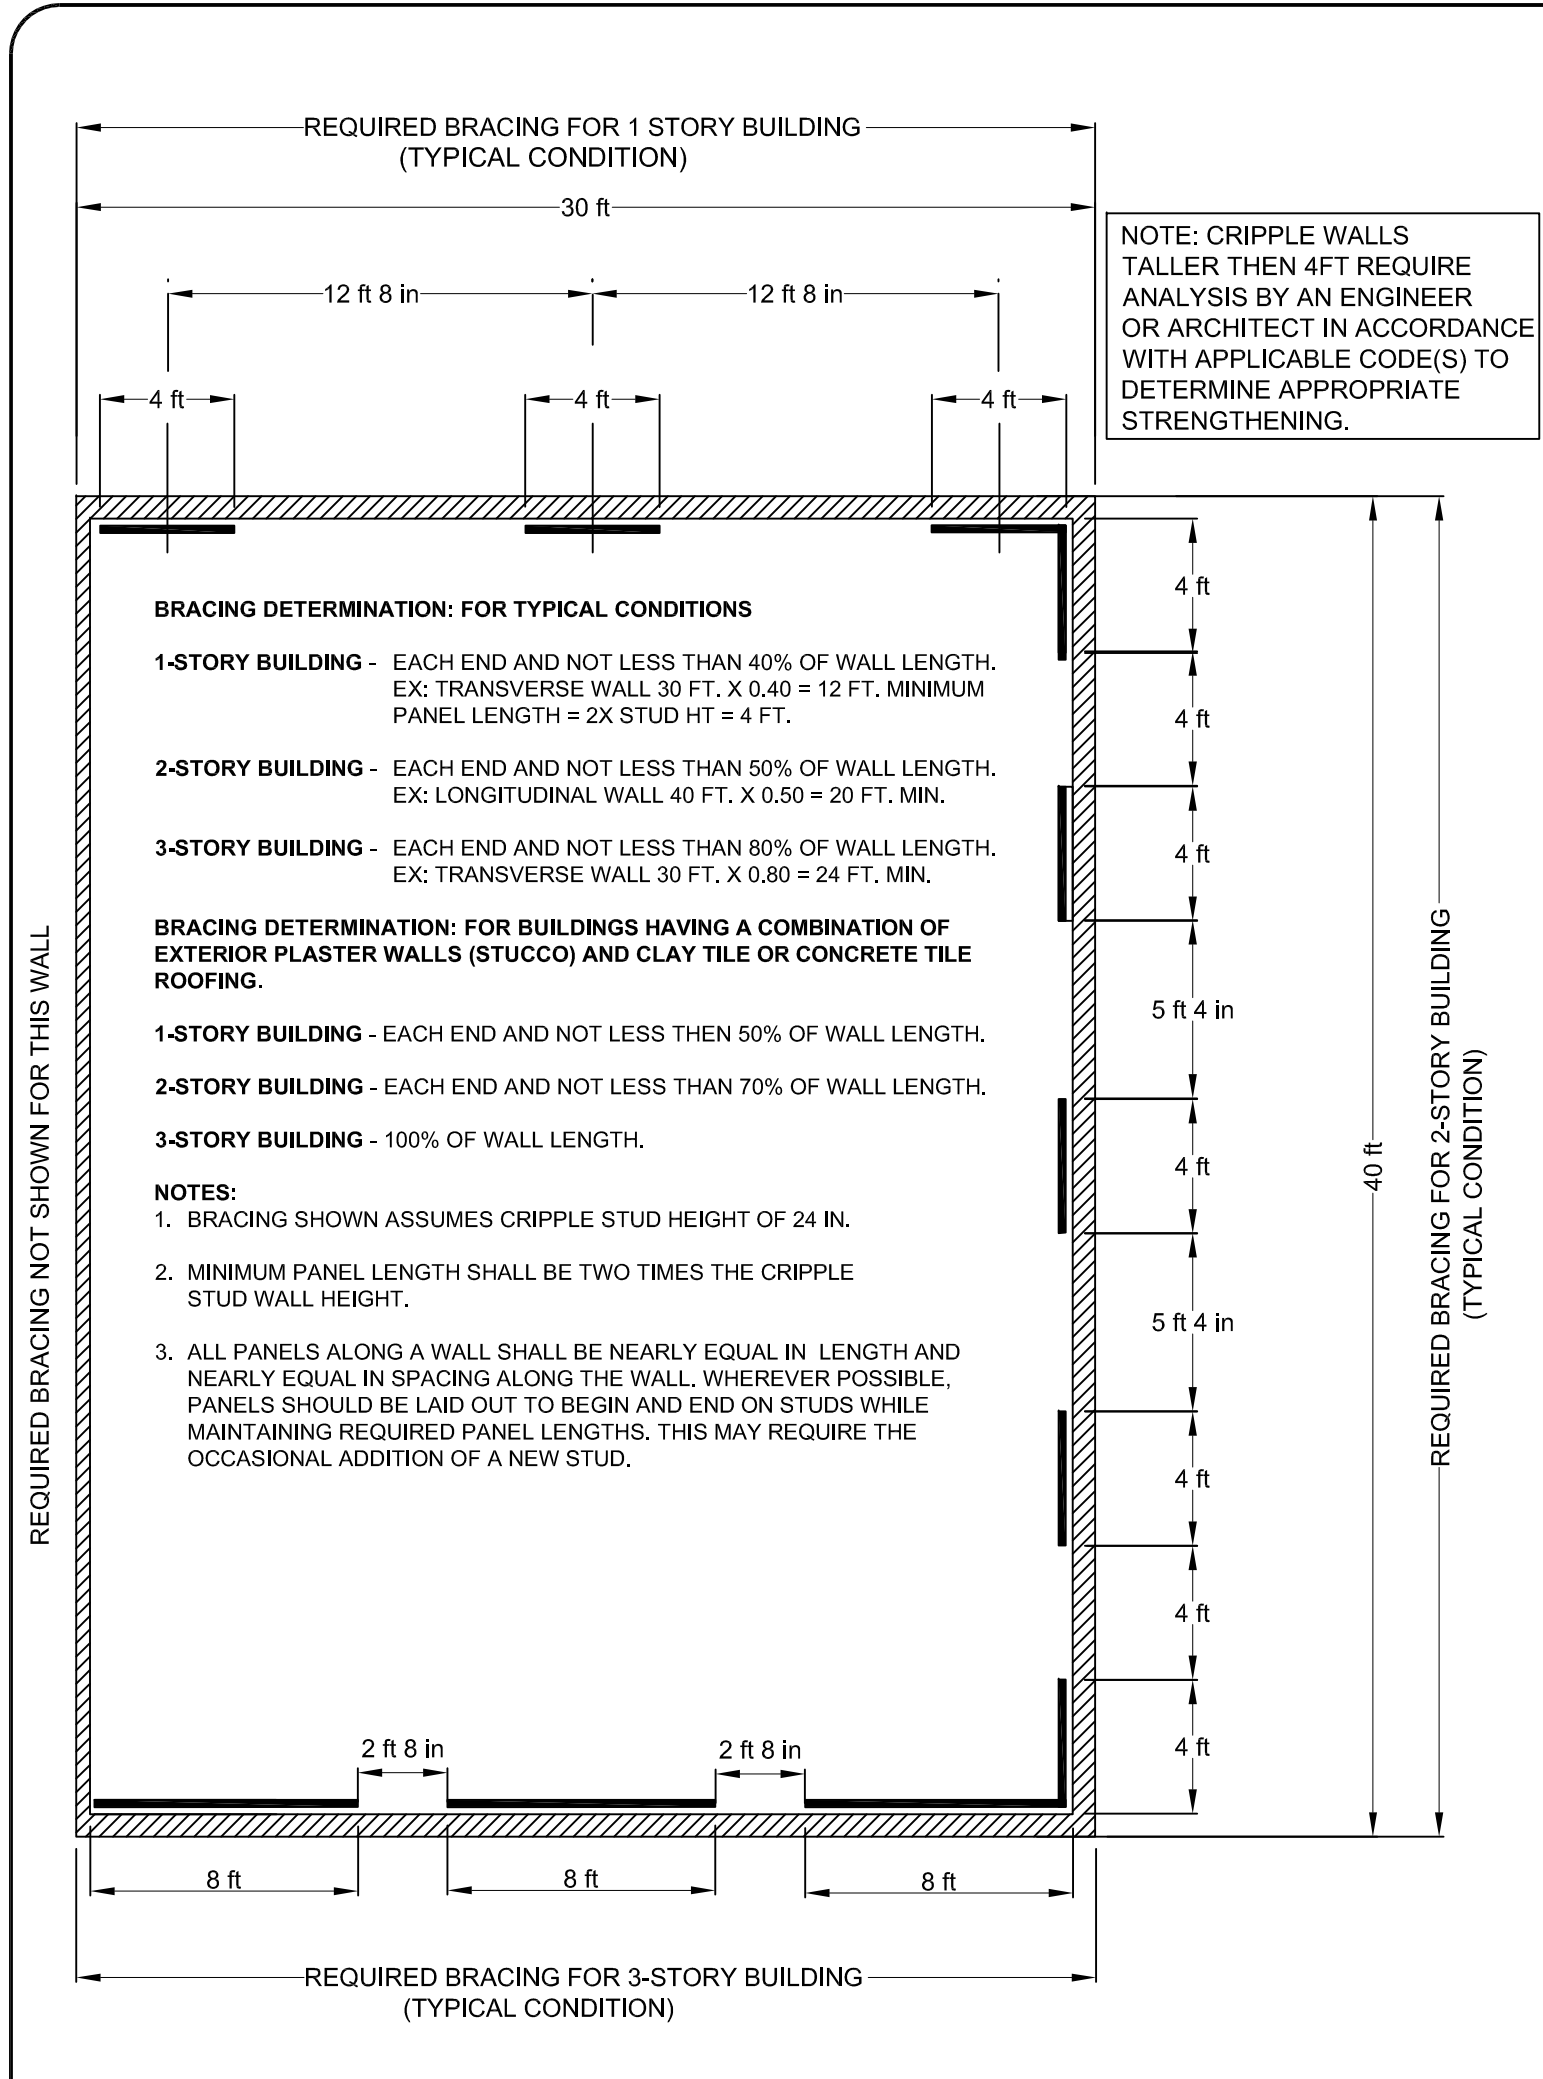 REQUIRED BRACING FOR 1 STORY BUILDING
(TYPICAL CONDITION)
30 ft
12 ft 8 in
12 ft 8 in
4 ft
4 ft
4 ft
NOTE: CRIPPLE WALLS
TALLER THEN 4FT REQUIRE
ANALYSIS BY AN ENGINEER
OR ARCHITECT IN ACCORDANCE
WITH APPLICABLE CODE(S) TO
DETERMINE APPROPRIATE
STRENGTHENING.
BRACING DETERMINATION: FOR TYPICAL CONDITIONS
1-STORY BUILDING - EACH END AND NOT LESS THAN 40% OF WALL LENGTH.
EX: TRANSVERSE WALL 30 FT. X 0.40 = 12 FT. MINIMUM
PANEL LENGTH = 2X STUD HT = 4 FT.
2-STORY BUILDING - EACH END AND NOT LESS THAN 50% OF WALL LENGTH.
EX: LONGITUDINAL WALL 40 FT. X 0.50 = 20 FT. MIN.
3-STORY BUILDING - EACH END AND NOT LESS THAN 80% OF WALL LENGTH.
EX: TRANSVERSE WALL 30 FT. X 0.80 = 24 FT. MIN.
BRACING DETERMINATION: FOR BUILDINGS HAVING A COMBINATION OF
EXTERIOR PLASTER WALLS (STUCCO) AND CLAY TILE OR CONCRETE TILE
ROOFING.
1-STORY BUILDING - EACH END AND NOT LESS THEN 50% OF WALL LENGTH.
2-STORY BUILDING - EACH END AND NOT LESS THAN 70% OF WALL LENGTH.
3-STORY BUILDING - 100% OF WALL LENGTH.
NOTES:
1. BRACING SHOWN ASSUMES CRIPPLE STUD HEIGHT OF 24 IN.
2. MINIMUM PANEL LENGTH SHALL BE TWO TIMES THE CRIPPLE
STUD WALL HEIGHT.
3. ALL PANELS ALONG A WALL SHALL BE NEARLY EQUAL IN LENGTH AND
NEARLY EQUAL IN SPACING ALONG THE WALL. WHEREVER POSSIBLE,
PANELS SHOULD BE LAID OUT TO BEGIN AND END ON STUDS WHILE
MAINTAINING REQUIRED PANEL LENGTHS. THIS MAY REQUIRE THE
OCCASIONAL ADDITION OF A NEW STUD.
REQUIRED BRACING NOT SHOWN FOR THIS WALL
4 ft
4 ft
4 ft
5 ft 4 in
4 ft
5 ft 4 in
4 ft
4 ft
4 ft
40 ft
REQUIRED BRACING FOR 2-STORY BUILDING
(TYPICAL CONDITION)
2 ft 8 in
2 ft 8 in
8 ft
8 ft
8 ft
REQUIRED BRACING FOR 3-STORY BUILDING
(TYPICAL CONDITION)